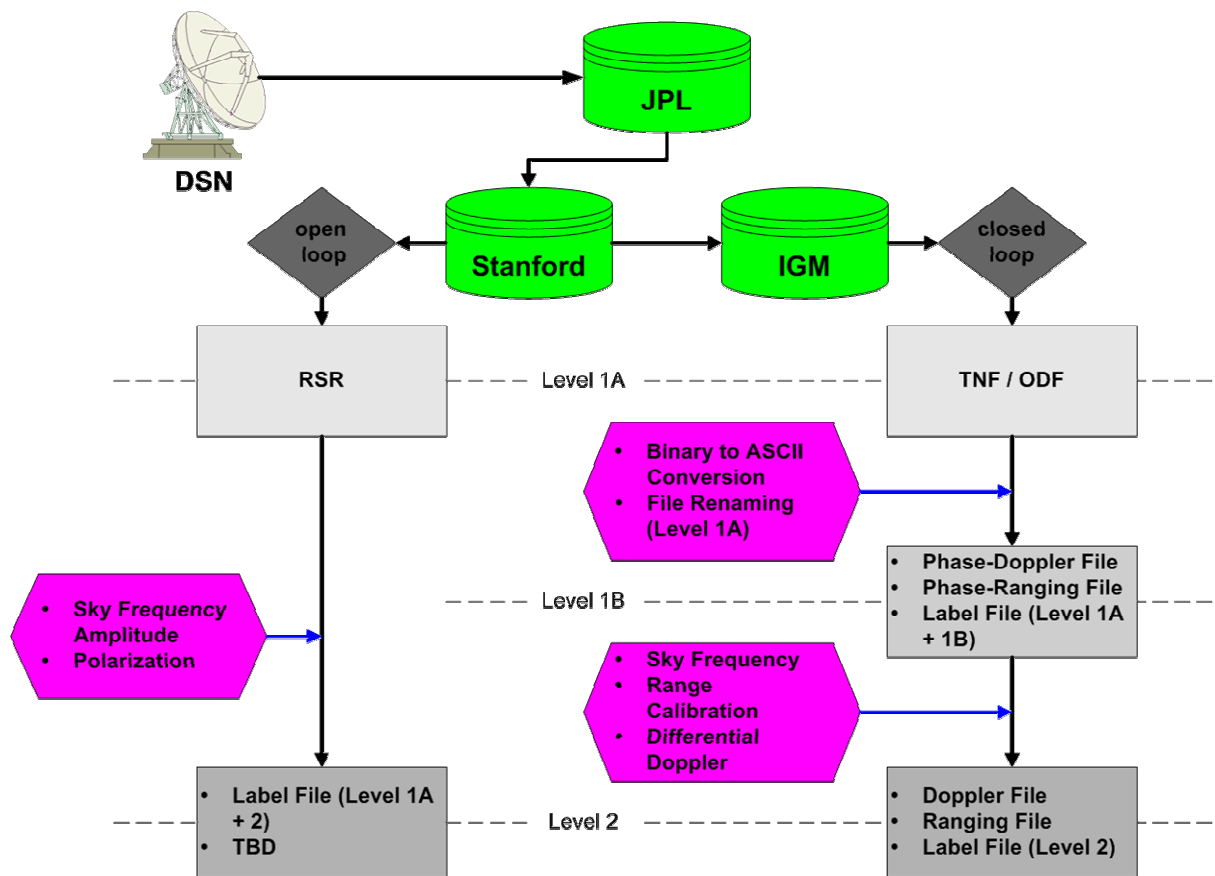 JPL
DSN
open
loop
Stanford
IGM
closed
loop
RSR
Level 1A
TNF / ODF
• Binary to ASCII
Conversion
• File Renaming
(Level 1A)
• Phase-Doppler File
• Phase-Ranging File
• Label File (Level 1A
+ 1B)
Level 1B
• Sky Frequency
Amplitude
• Polarization
• Sky Frequency
• Range
Calibration
• Differential
Doppler
• Label File (Level 1A
+ 2)
• TBD
Level 2
• Doppler File
• Ranging File
• Label File (Level 2)